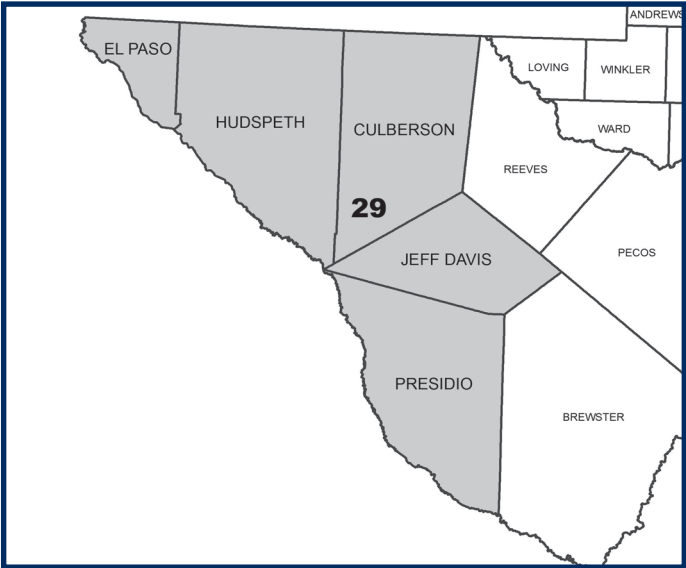 ANDREWS
EL PASO
LOVING
WINKLER
HUDSPETH
CULBERSON
WARD
REEVES
29
PECOS
JEFF DAVIS
PRESIDIO
BREWSTER